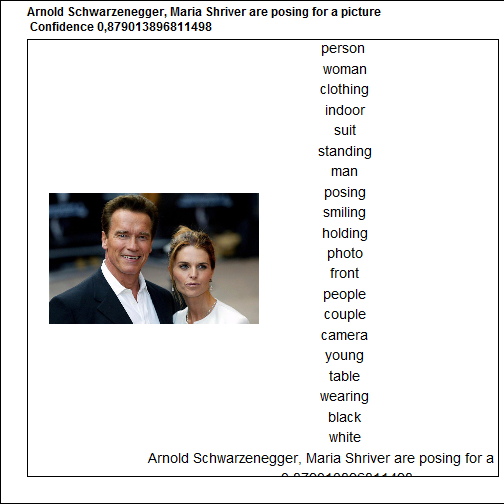 Arnold Schwarzenegger, Maria Shriver are posing for a picture
Confidence 0,879013896811498
person
woman
clothing
indoor
suit
standing
man
posing
smiling
holding
photo
front
people
couple
camera
young
table
wearing
black
white
Arnold Schwarzenegger, Maria Shriver are posing for a
0,879013896811498